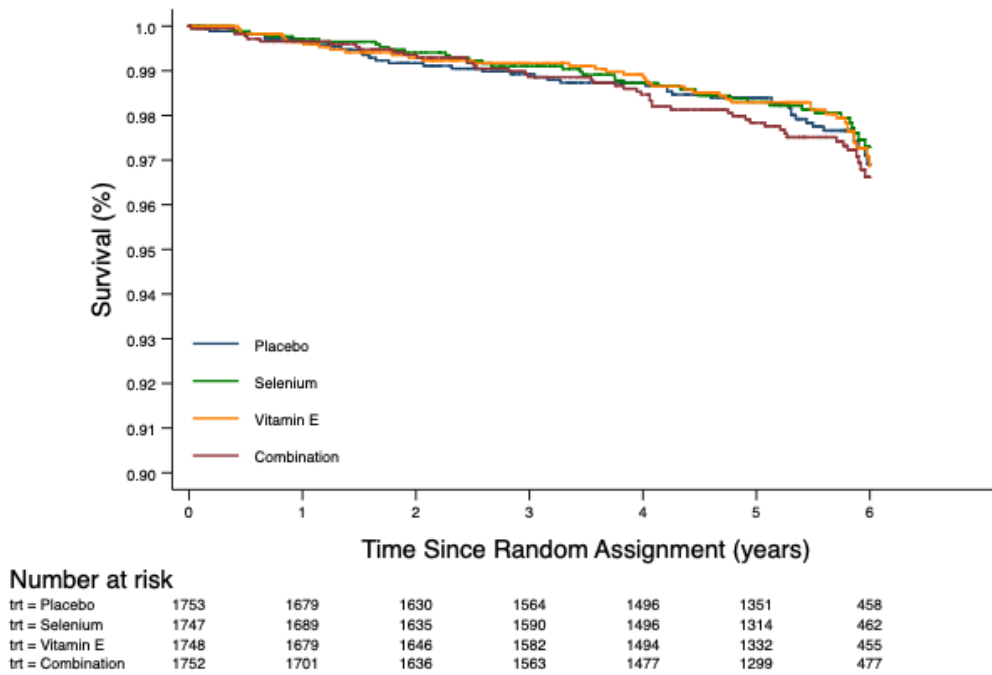 1.0
0.99
0.98
0.97
0.96
0.95
0.94
0.93
0.92
0.91
0.90
Survival (%)
Placebo
Selenium
Vitamin E
Combination
0 1 2 3 4 5 6
Time Since Random Assignment (years)
Number at risk
trt = Placebo 1753 1679 1630 1564 1496 1351 458
trt = Selenium 1747 1689 1635 1590 1496 1314 462
trt = Vitamin E 1748 1679 1646 1582 1494 1332 455
trt = Combination 1752 1701 1636 1563 1477 1299 477